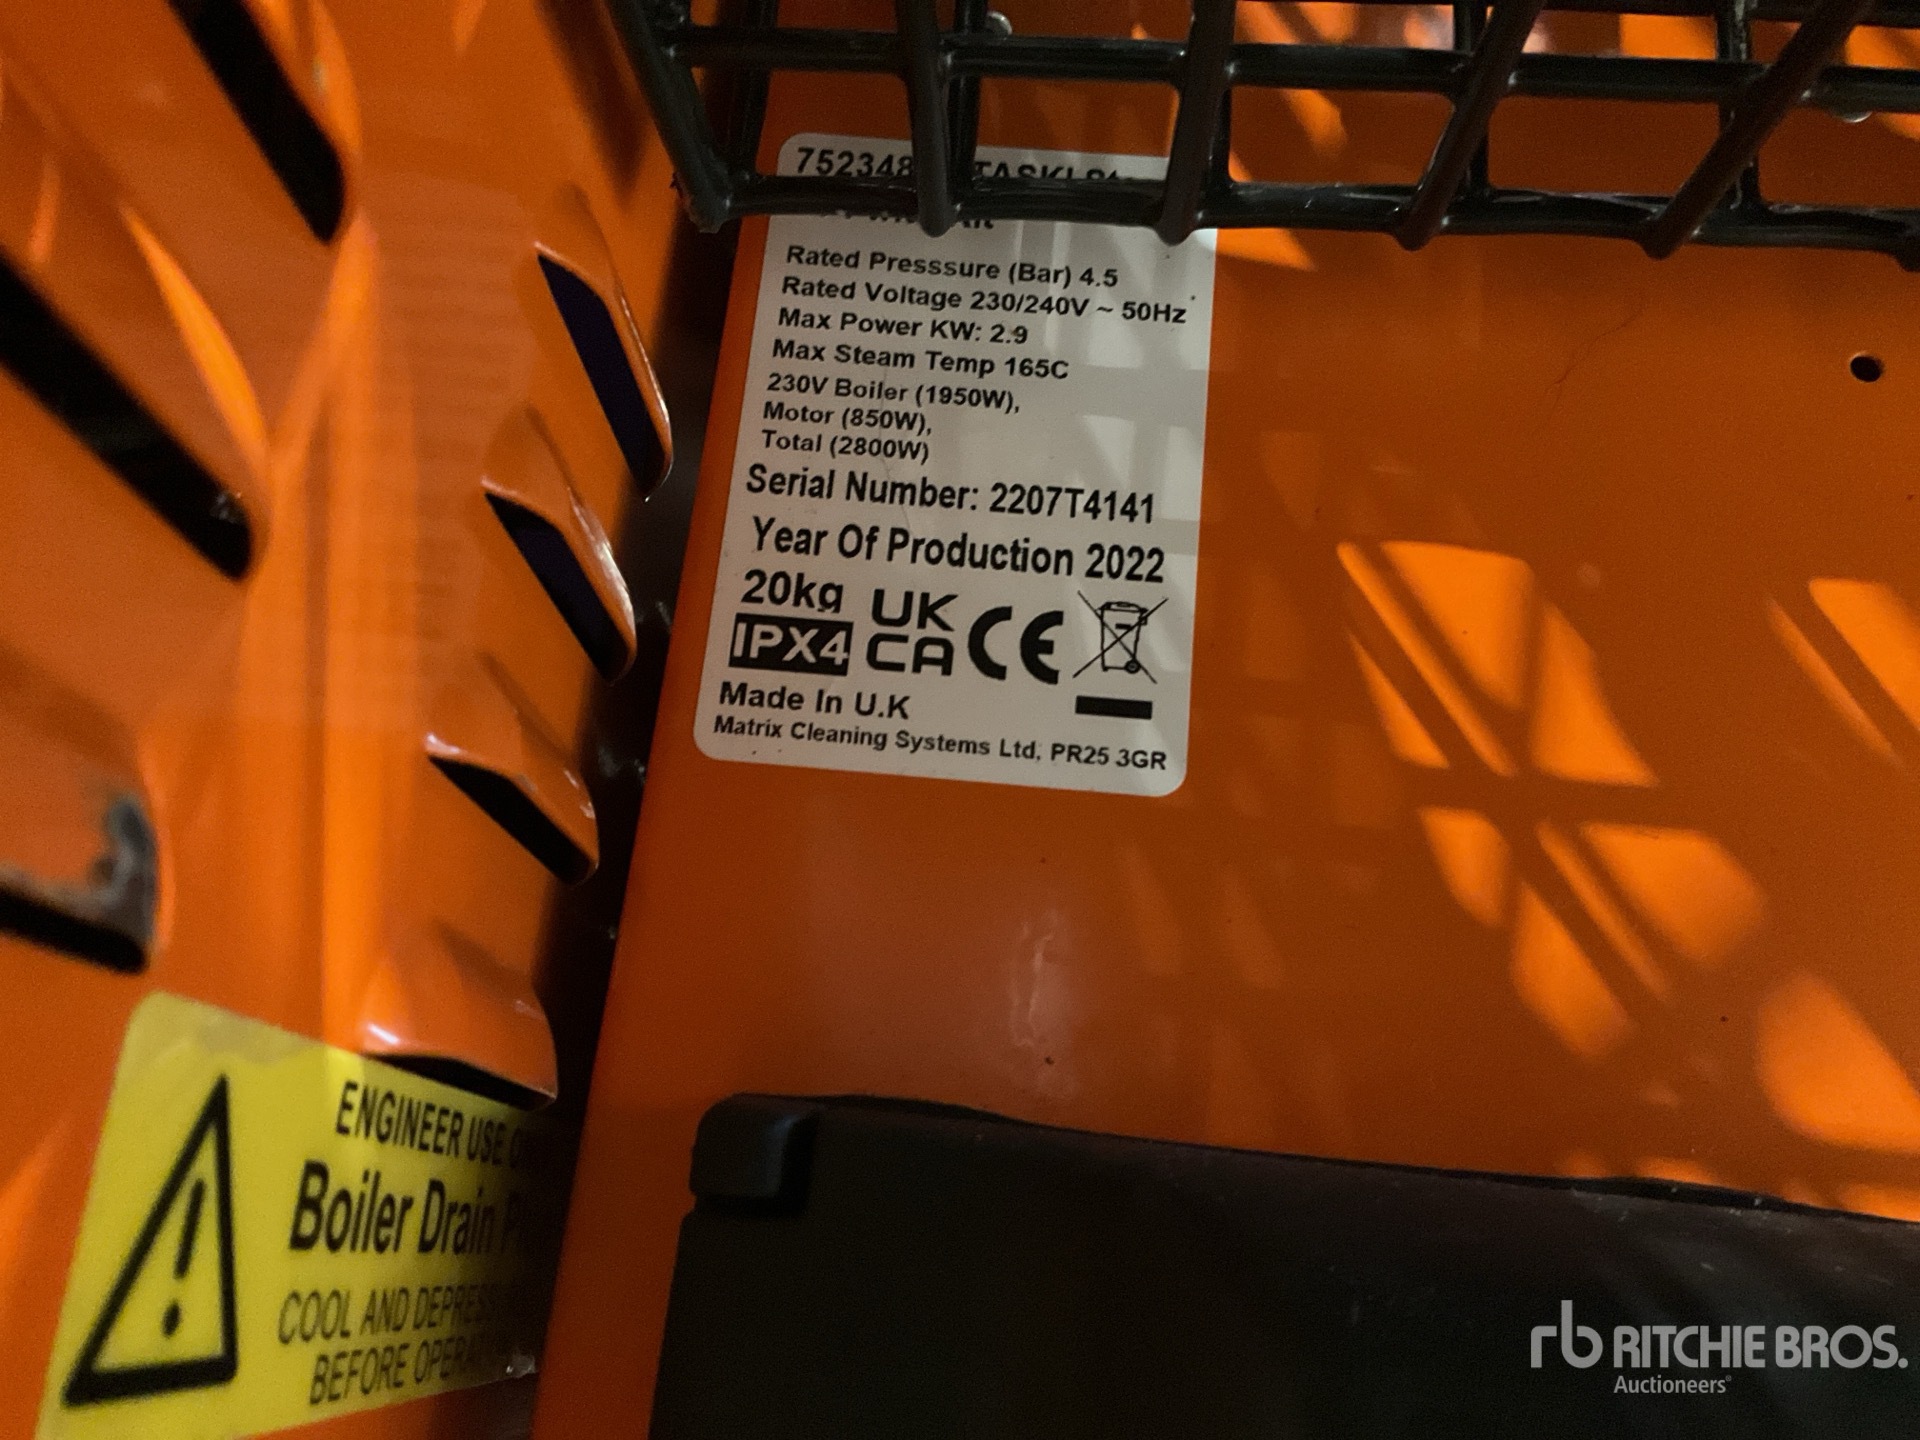 752348
TASKI
Rated Presssure (Bar) 4.5
Rated Voltage 230/240V ~ 50Hz
Max Power KW: 2.9
Max Steam Temp 165C
230V Boiler (1950W),
Motor (850W),
Total (2800W)
Serial Number: 2207T4141
Year Of Production 2022
20kg
IPX4
UK
CA
CE
Made In U.K
Matrix Cleaning Systems Ltd, PR25 3GR
ENGINEER USE
Boiler Drain
COOL AND
BEFORE
rb RITCHIE BROS.
Auctioneers®